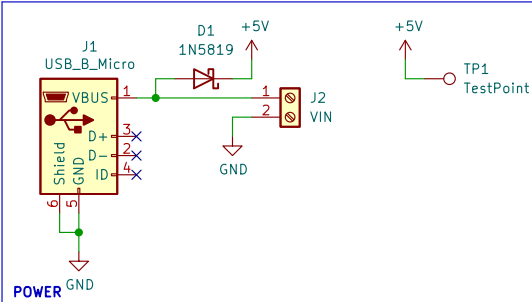 J1
USB_B_Micro
VBUS
1
D+
3
D-
2
ID
4
Shield
GND
6
5
GND
D1
1N5819
+5V
1
2
J2
VIN
GND
+5V
TP1
TestPoint
POWER